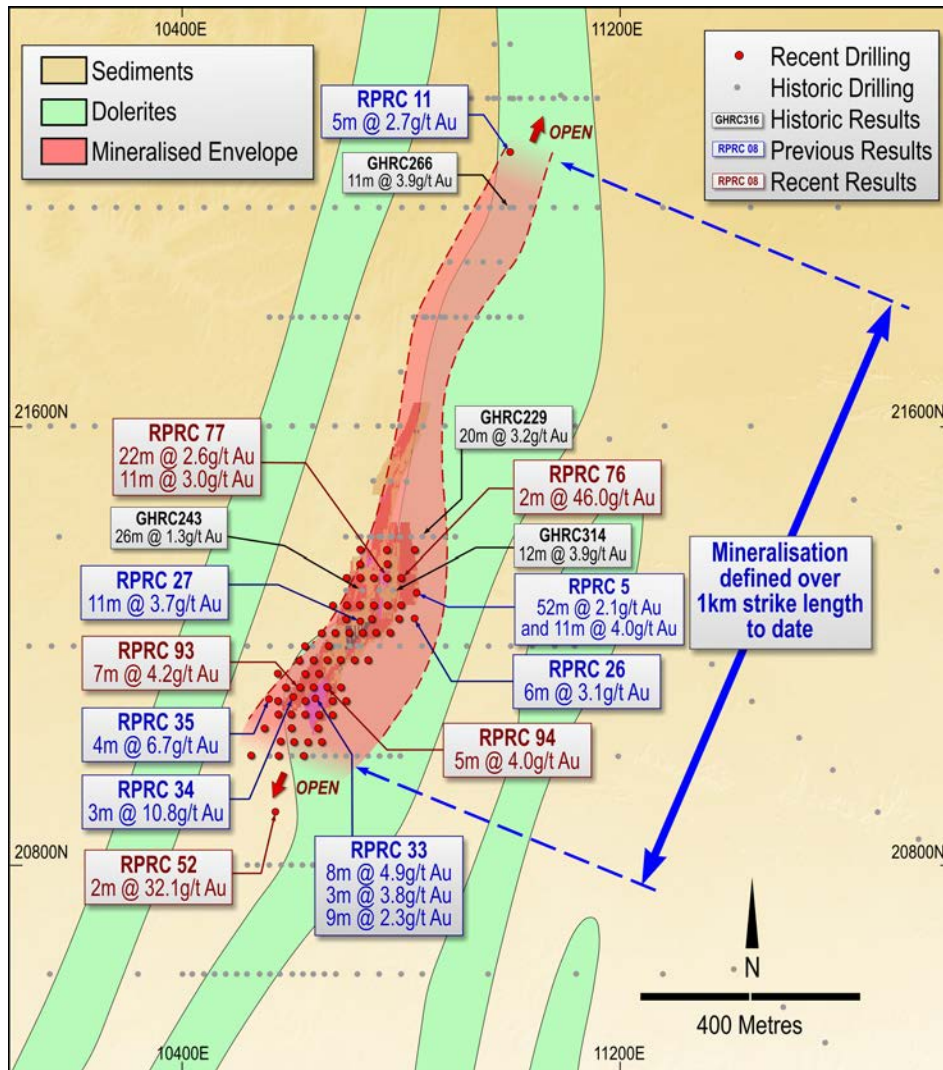 10400E
11200E
Sediments
Dolerites
Mineralised Envelope
Recent Drilling
Historic Drilling
GHRC316 Historic Results
RPRC 08 Previous Results
RPRC 08 Recent Results
RPRC 11
5m @ 2.7g/t Au
OPEN
GHRC266
11m @ 3.9g/t Au
21600N
21600N
GHRC229
20m @ 3.2g/t Au
RPRC 77
22m @ 2.6g/t Au
11m @ 3.0g/t Au
RPRC 76
2m @ 46.0g/t Au
GHRC243
26m @ 1.3g/t Au
GHRC314
12m @ 3.9g/t Au
RPRC 27
11m @ 3.7g/t Au
RPRC 5
52m @ 2.1g/t Au
and 11m @ 4.0g/t Au
Mineralisation
defined over
1km strike length
to date
RPRC 93
7m @ 4.2g/t Au
RPRC 26
6m @ 3.1g/t Au
RPRC 35
4m @ 6.7g/t Au
RPRC 94
5m @ 4.0g/t Au
RPRC 34
3m @ 10.8g/t Au
OPEN
RPRC 52
2m @ 32.1g/t Au
RPRC 33
8m @ 4.9g/t Au
3m @ 3.8g/t Au
9m @ 2.3g/t Au
20800N
20800N
N
400 Metres
10400E
11200E